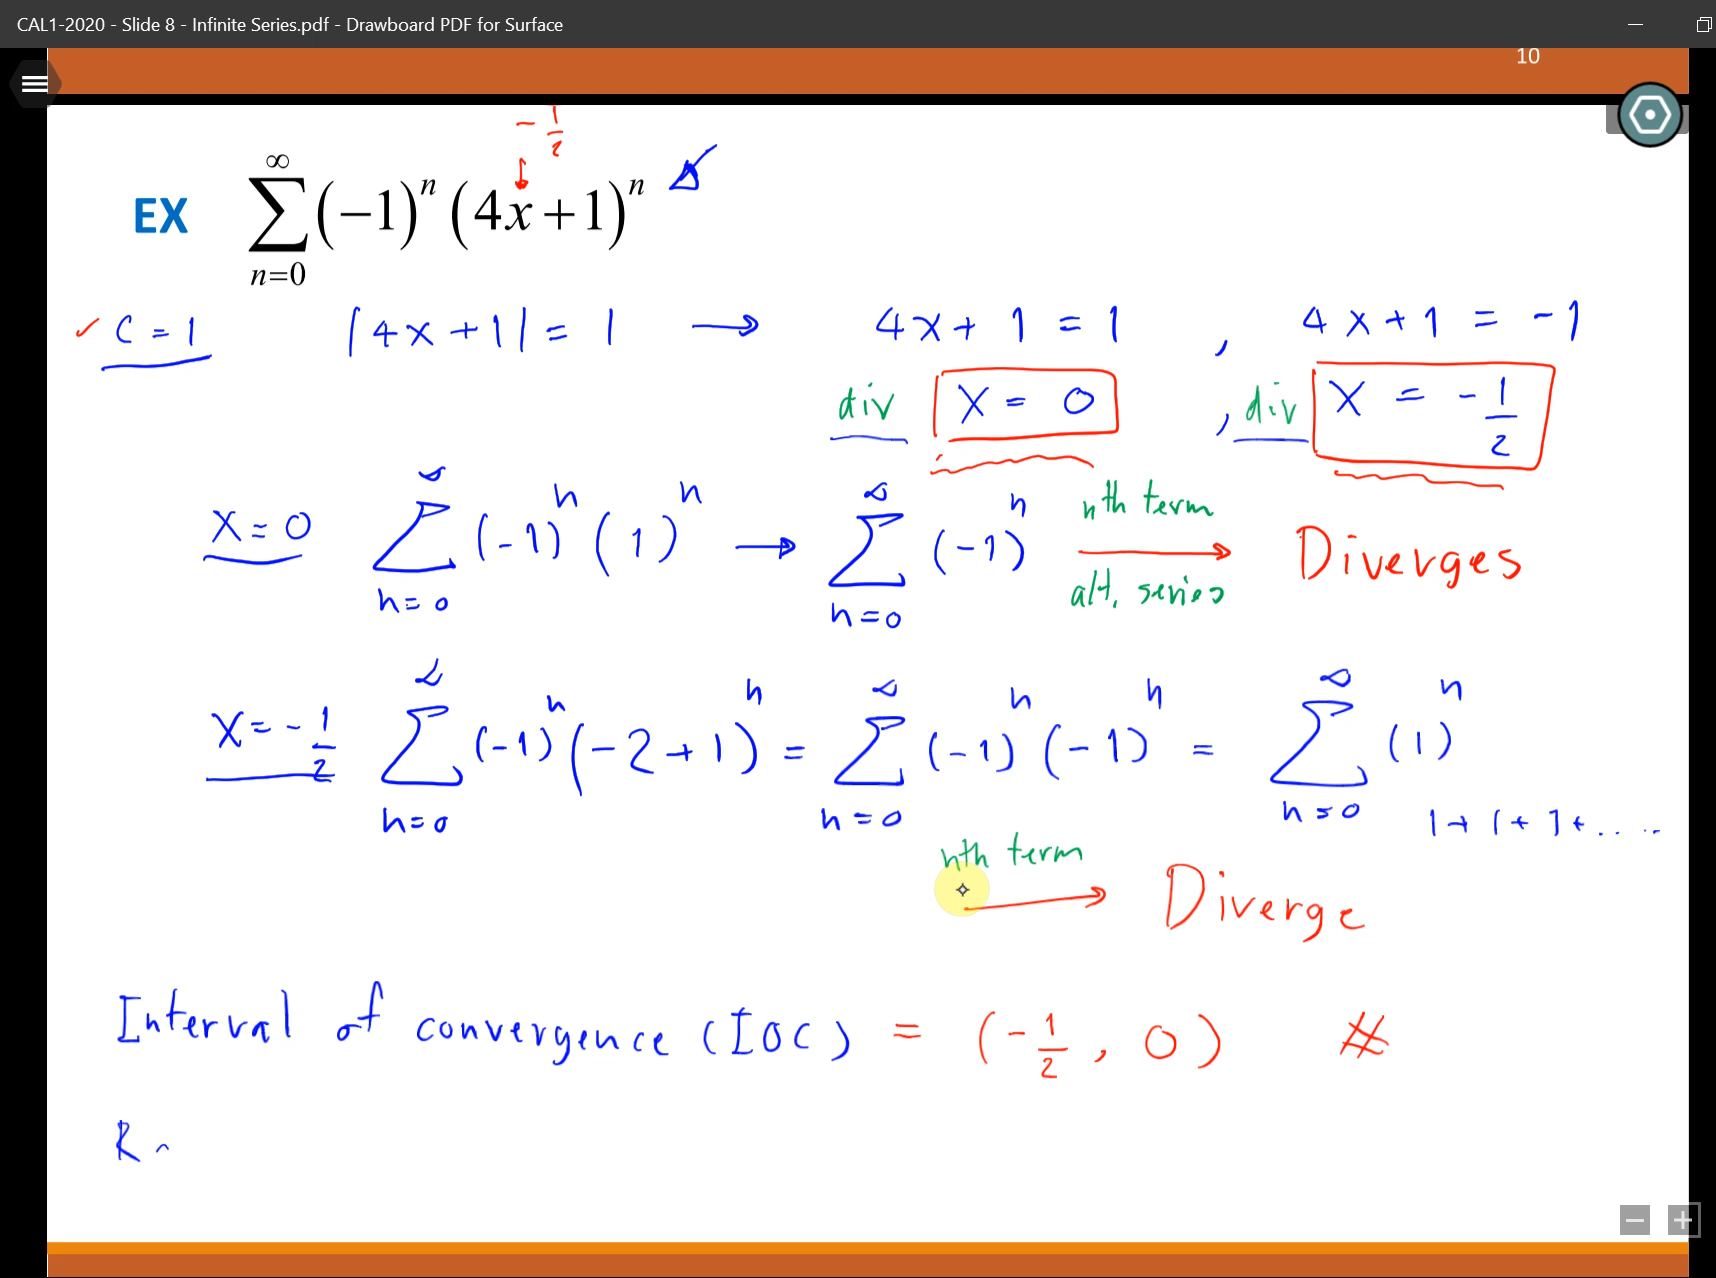 CAL1-2020 - Slide 8 - Infinite Series.pdf - Drawboard PDF for Surface
10
- 1/2
EX ∑_{n=0}^{∞} (−1)^n (4x+1)^n
✓ C = 1 |4x+1| = 1 → 4x + 1 = 1 , 4x + 1 = -1
div x = 0 , div x = - 1/2
x = 0 ∑_{n=0}^{∞} (-1)^n (1)^n → ∑_{n=0}^{∞} (-1)^n nth term → alt. series Diverges
x = - 1/2 ∑_{n=0}^{∞} (-1)^n (-2+1)^n = ∑_{n=0}^{∞} (-1)^n (-1)^n = ∑_{n=0}^{∞} (1)^n
1 + 1 + 1 + .....
nth term → Diverge
Interval of convergence (IOC) = (- 1/2 , 0) #
R